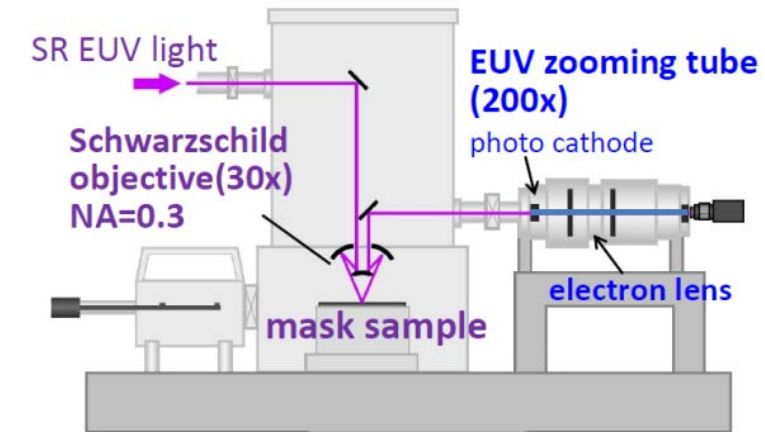 SR EUV light
Schwarzschild
objective(30x)
NA=0.3
EUV zooming tube
(200x)
photo cathode
electron lens
mask sample